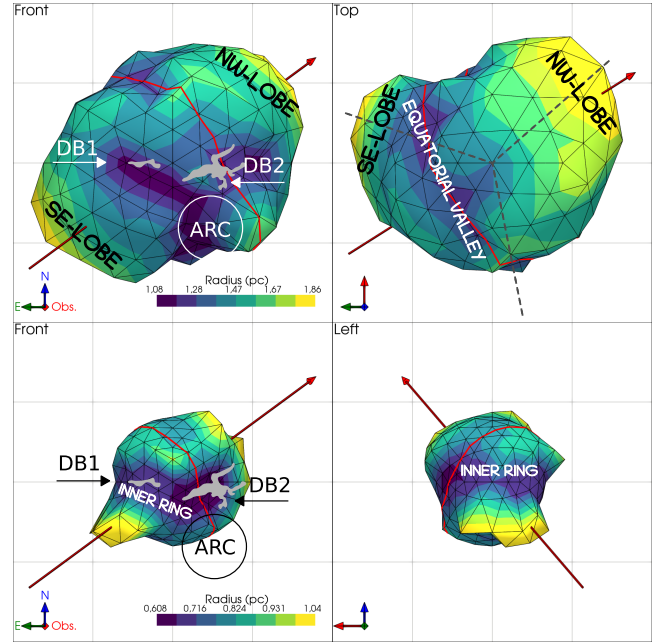 Front
NW-LOBE
DB1
DB2
SE-LOBE
ARC
Radius (pc)
1.08 1.28 1.47 1.67 1.86
N
E Obs.
Top
NW-LOBE
SE-LOBE
EQUATORIAL VALLEY
Front
DB1
INNER RING
DB2
ARC
Radius (pc)
0.608 0.716 0.824 0.931 1.04
N
E Obs.
Left
INNER RING